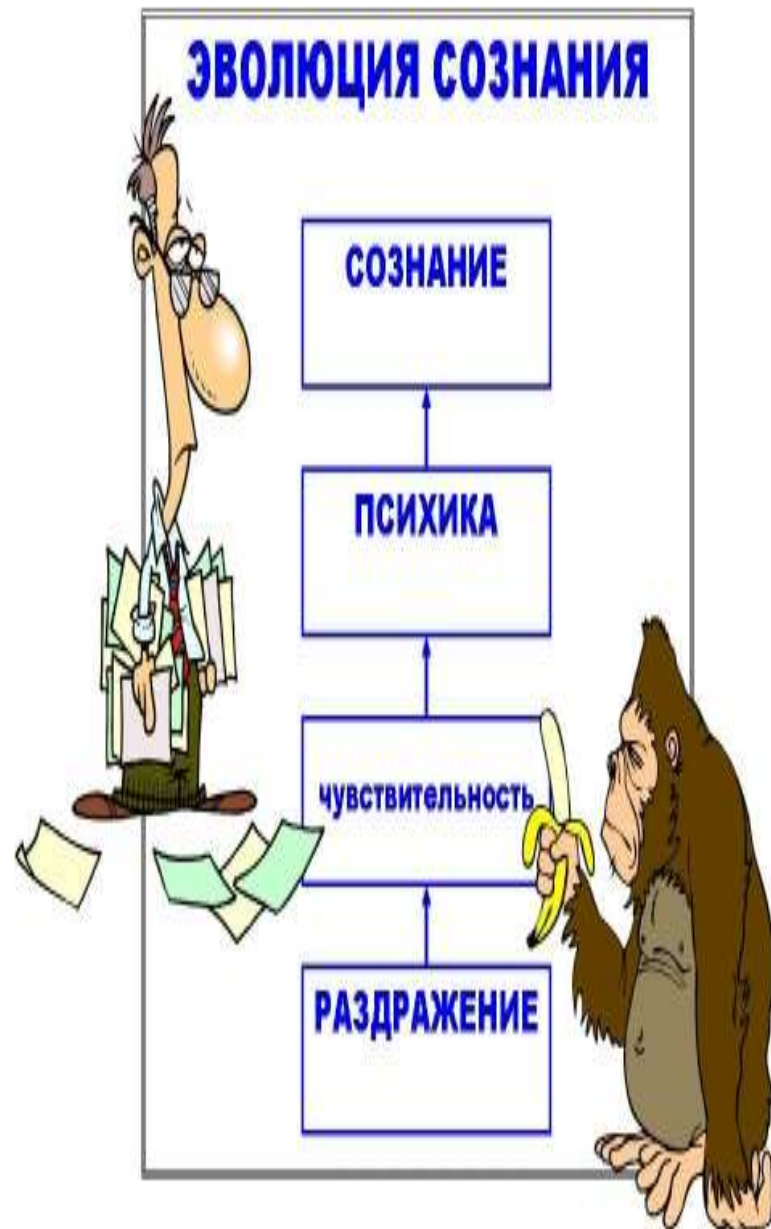 ЭВОЛЮЦИЯ СОЗНАНИЯ
СОЗНАНИЕ
ПСИХИКА
чувствительность
РАЗДРАЖЕНИЕ